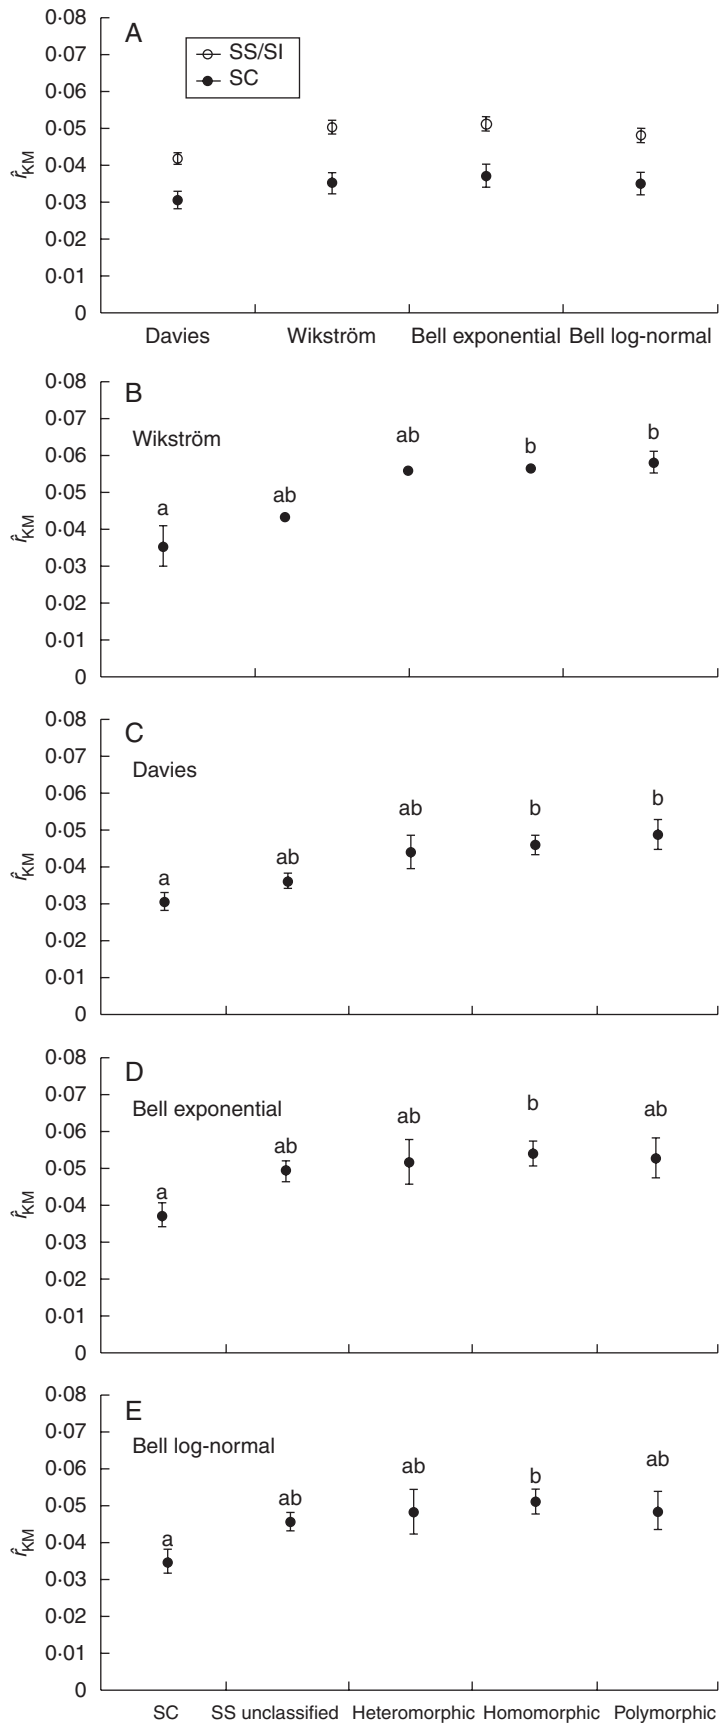 A
SS/SI
SC
0·08
0·07
0·06
0·05
0·04
0·03
0·02
0·01
0
r̂KM
Davies Wikström Bell exponential Bell log-normal
B
Wikström
0·08
0·07
0·06
0·05
0·04
0·03
0·02
0·01
0
r̂KM
a ab ab b b
C
Davies
0·08
0·07
0·06
0·05
0·04
0·03
0·02
0·01
0
r̂KM
a ab ab b b
D
Bell exponential
0·08
0·07
0·06
0·05
0·04
0·03
0·02
0·01
0
r̂KM
a ab ab b ab
E
Bell log-normal
0·08
0·07
0·06
0·05
0·04
0·03
0·02
0·01
0
r̂KM
a ab ab b ab
SC SS unclassified Heteromorphic Homomorphic Polymorphic